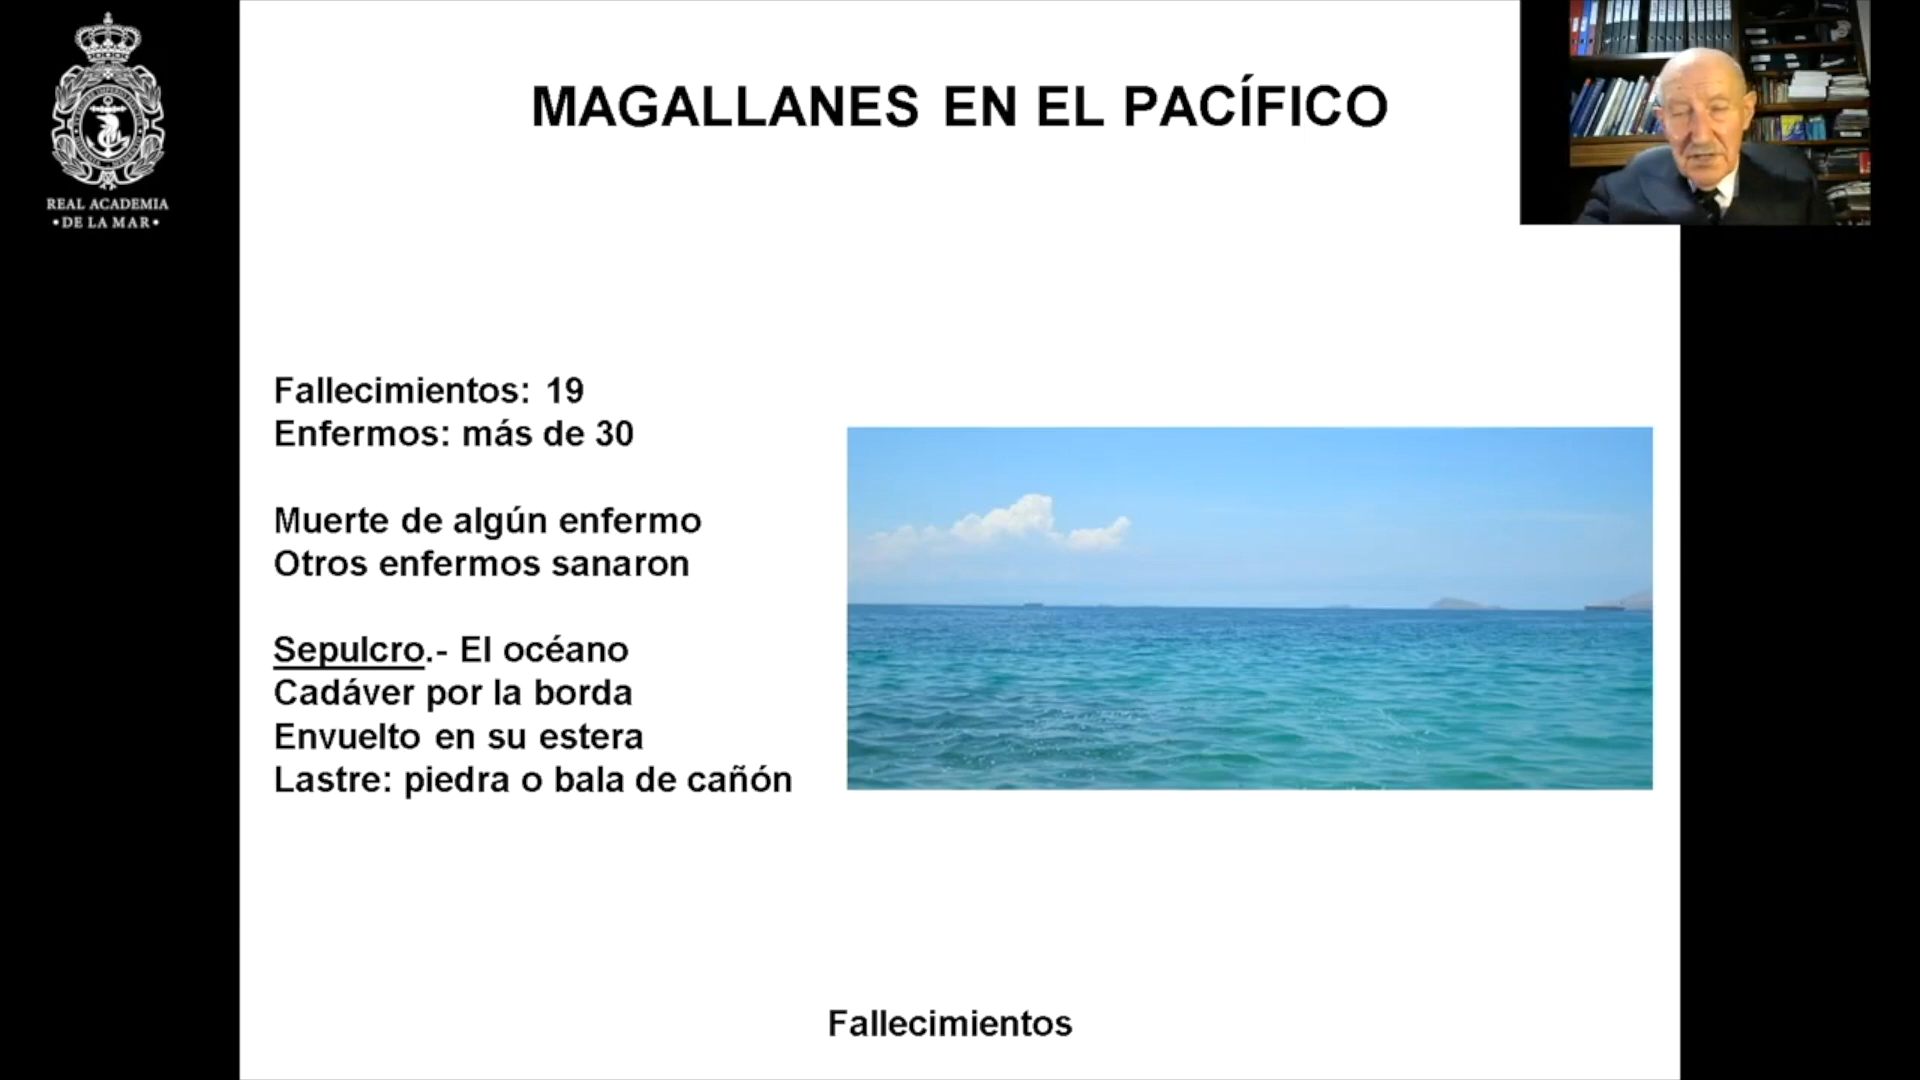 REAL ACADEMIA
•DE LA MAR•
MAGALLANES EN EL PACÍFICO
Fallecimientos: 19
Enfermos: más de 30
Muerte de algún enfermo
Otros enfermos sanaron
Sepulcro.- El océano
Cadáver por la borda
Envuelto en su estera
Lastre: piedra o bala de cañón
Fallecimientos